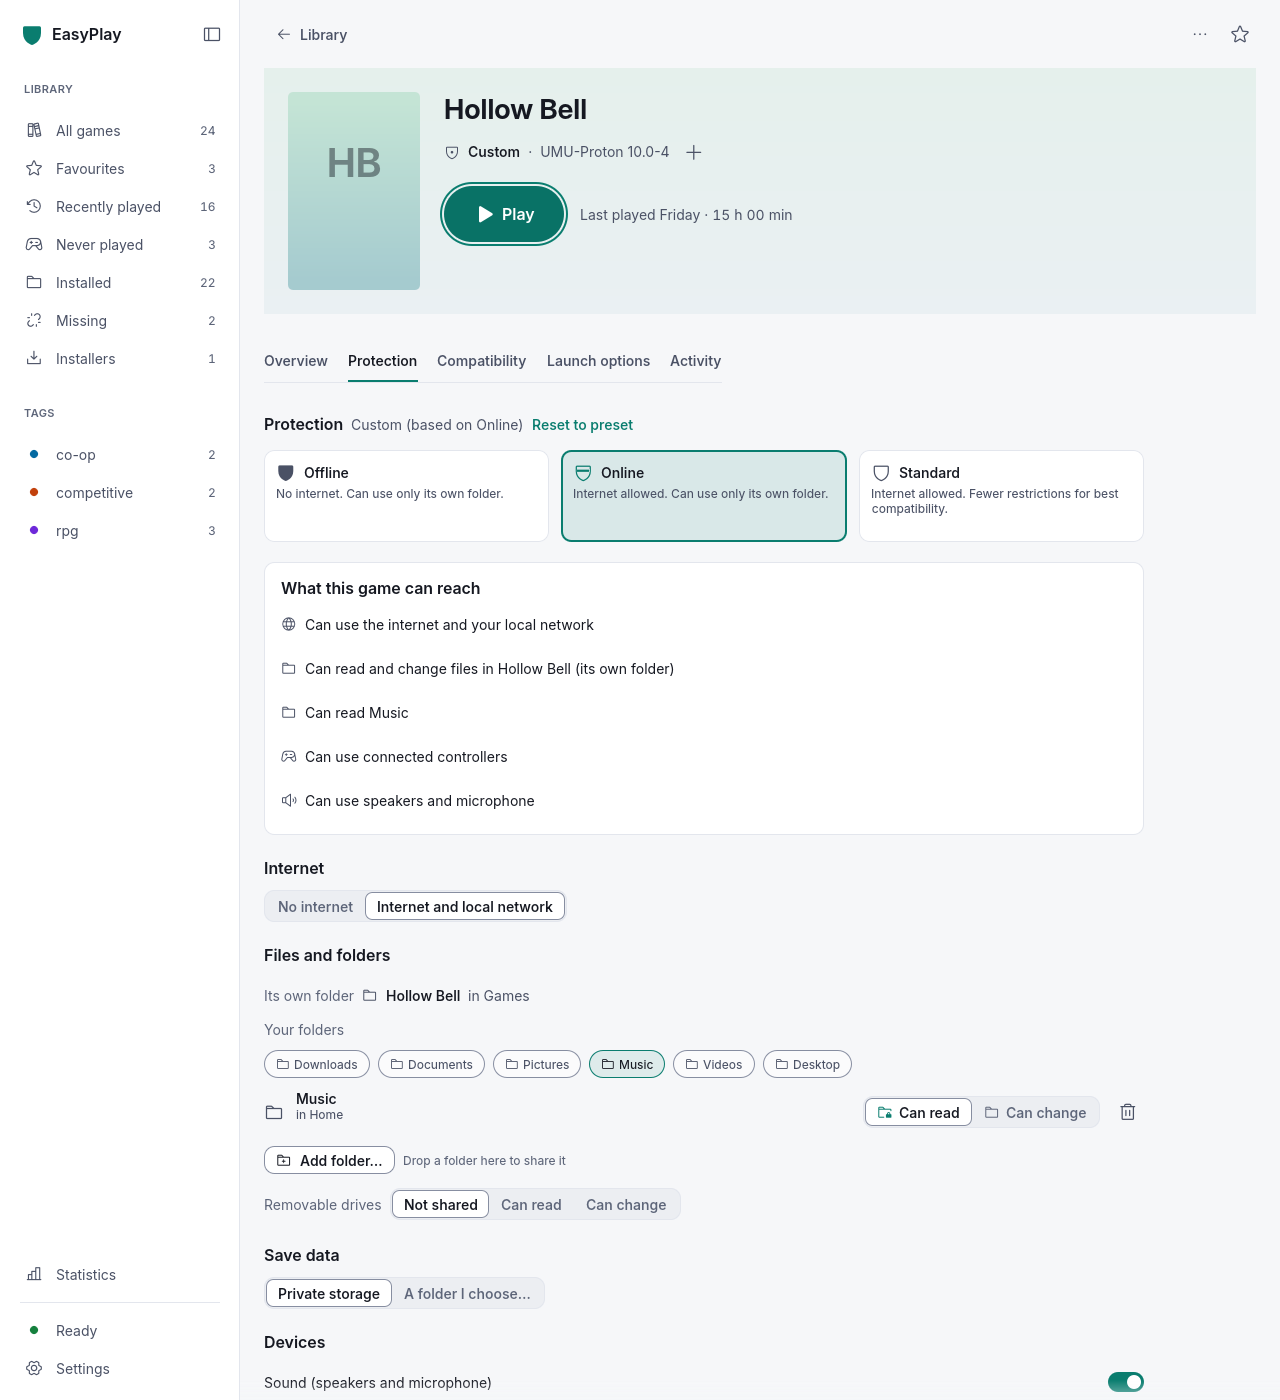 EasyPlay
LIBRARY
All games 24
Favourites 3
Recently played 16
Never played 3
Installed 22
Missing 2
Installers 1
TAGS
co-op 2
competitive 2
rpg 3
Statistics
Ready
Settings
Library
HB
Hollow Bell
Custom · UMU-Proton 10.0-4
Play
Last played Friday · 15 h 00 min
Overview Protection Compatibility Launch options Activity
Protection Custom (based on Online) Reset to preset
Offline
No internet. Can use only its own folder.
Online
Internet allowed. Can use only its own folder.
Standard
Internet allowed. Fewer restrictions for best
compatibility.
What this game can reach
Can use the internet and your local network
Can read and change files in Hollow Bell (its own folder)
Can read Music
Can use connected controllers
Can use speakers and microphone
Internet
No internet Internet and local network
Files and folders
Its own folder Hollow Bell in Games
Your folders
Downloads Documents Pictures Music Videos Desktop
Music
in Home
Can read Can change
Add folder... Drop a folder here to share it
Removable drives Not shared Can read Can change
Save data
Private storage A folder I choose...
Devices
Sound (speakers and microphone)